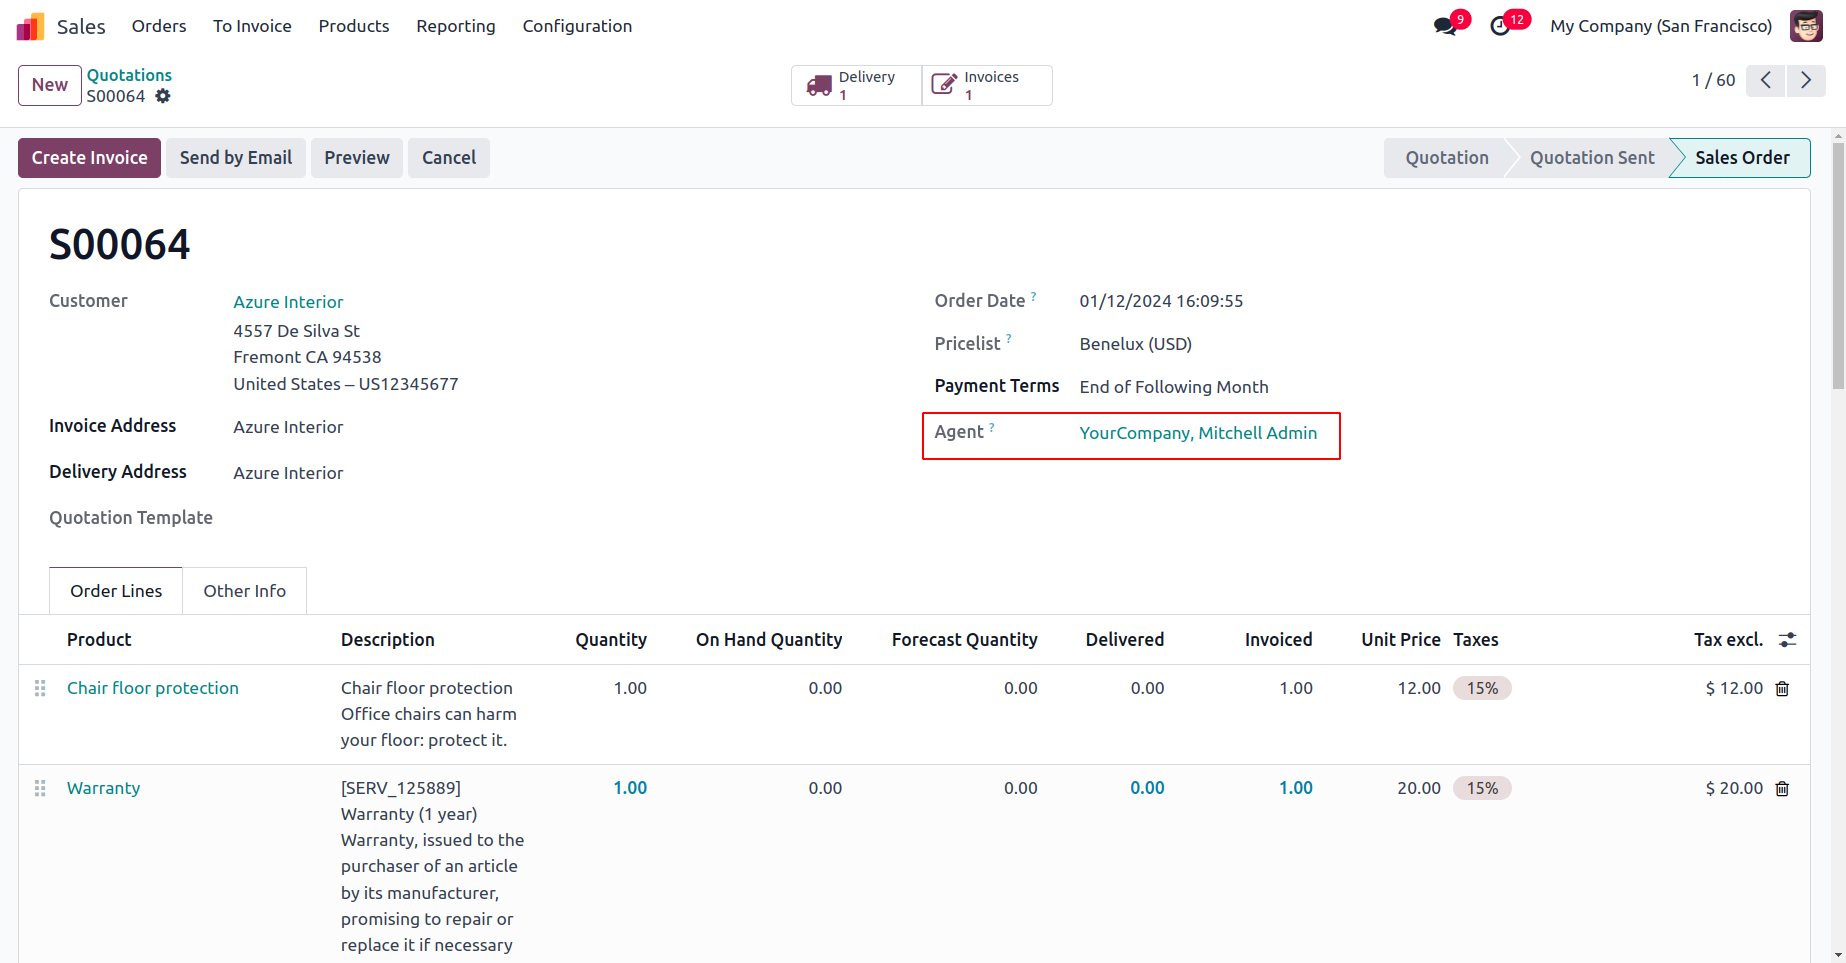 Sales Orders To Invoice Products Reporting Configuration 9 12 My Company (San Francisco)
New Quotations
S00064
Delivery 1 Invoices 1
1 / 60
Create Invoice Send by Email Preview Cancel Quotation Quotation Sent Sales Order
S00064
Customer Azure Interior
4557 De Silva St
Fremont CA 94538
United States – US12345677
Invoice Address Azure Interior
Delivery Address Azure Interior
Quotation Template
Order Date ? 01/12/2024 16:09:55
Pricelist ? Benelux (USD)
Payment Terms End of Following Month
Agent ? YourCompany, Mitchell Admin
Order Lines Other Info
Product Description Quantity On Hand Quantity Forecast Quantity Delivered Invoiced Unit Price Taxes Tax excl.
Chair floor protection Chair floor protection 1.00 0.00 0.00 0.00 1.00 12.00 15% $ 12.00
Office chairs can harm
your floor: protect it.
Warranty [SERV_125889] 1.00 0.00 0.00 0.00 1.00 20.00 15% $ 20.00
Warranty (1 year)
Warranty, issued to the
purchaser of an article
by its manufacturer,
promising to repair or
replace it if necessary